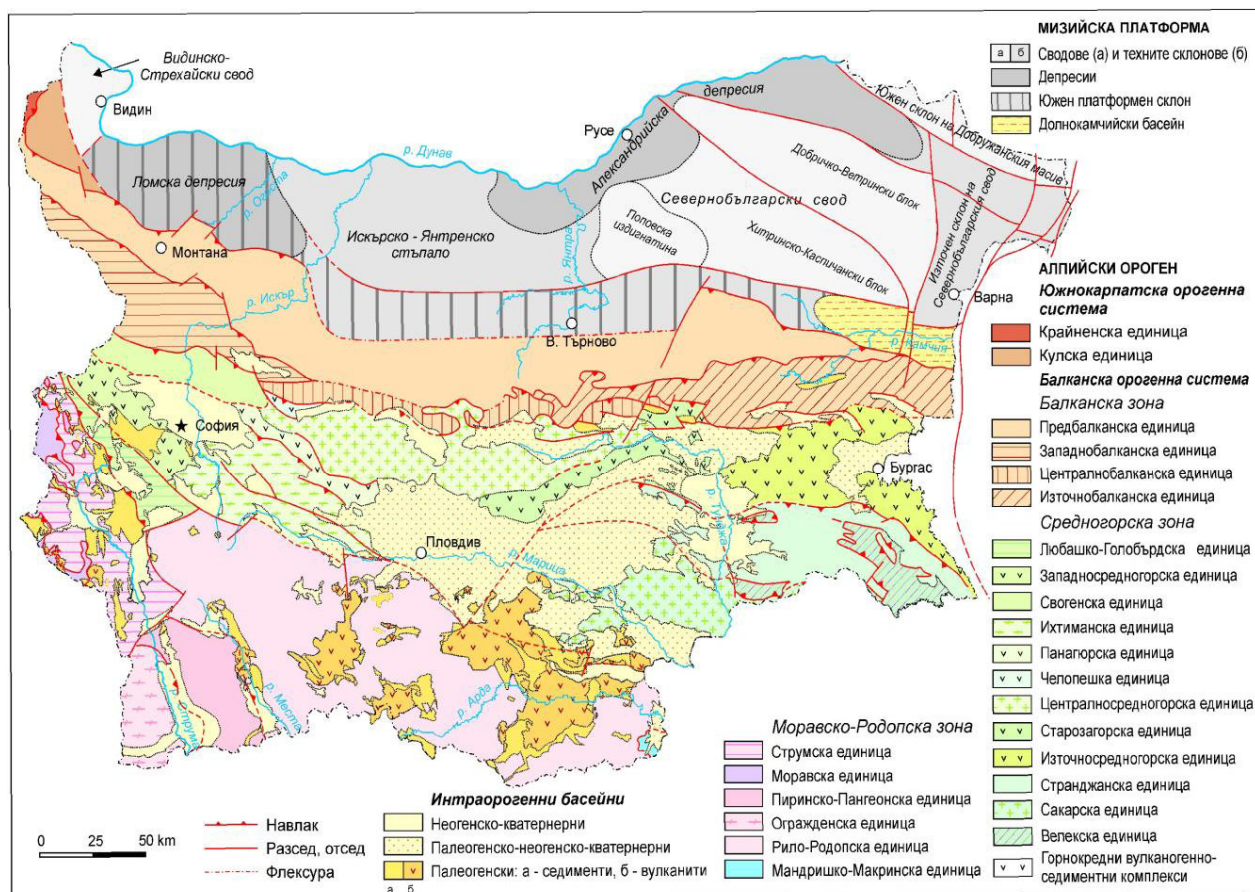 Видинско-
Стрехайски свод
Видин
Русе
Александрийска
депресия
Южен склон на Добруджанския масив
р. Дунав
Ломска депресия
р. Огоста
Монтана
Искърско - Янтренско
стъпало
р. Искър
р. Янтра
В. Търново
Поповска
издигнатина
Севернобългарски свод
Добричко-Ветрински блок
Хитринско-Каспичански блок
Източен склон на
Севернобългарския свод
Варна
р. Камчия
София
Бургас
Пловдив
р. Марица
р. Тунджа
р. Струма
р. Места
р. Арда
МИЗИЙСКА ПЛАТФОРМА
а б Сводове (а) и техните склонове (б)
Депресии
Южен платформен склон
Долнокамчийски басейн
АЛПИЙСКИ ОРОГЕН
Южнокарпатска орогенна
система
Крайненска единица
Кулска единица
Балканска орогенна система
Балканска зона
Предбалканска единица
Западнобалканска единица
Централнобалканска единица
Източнобалканска единица
Средногорска зона
Любашко-Голобърдска единица
Западносредногорска единица
Свогенска единица
Ихтиманска единица
Панагюрска единица
Челопешка единица
Централносредногорска единица
Старозагорска единица
Източносредногорска единица
Странджанска единица
Сакарска единица
Велекска единица
Горнокредни вулканогенно-
седиментни комплекси
Моравско-Родопска зона
Струмска единица
Моравска единица
Пиринско-Пангеонска единица
Огражденска единица
Рило-Родопска единица
Мандришко-Макринска единица
Интраорогенни басейни
Неогенско-кватернерни
Палеогенско-неогенско-кватернерни
Палеогенски: а - седименти, б - вулканити
а б
Навлак
Разсед, отсед
Флексура
0 25 50 km